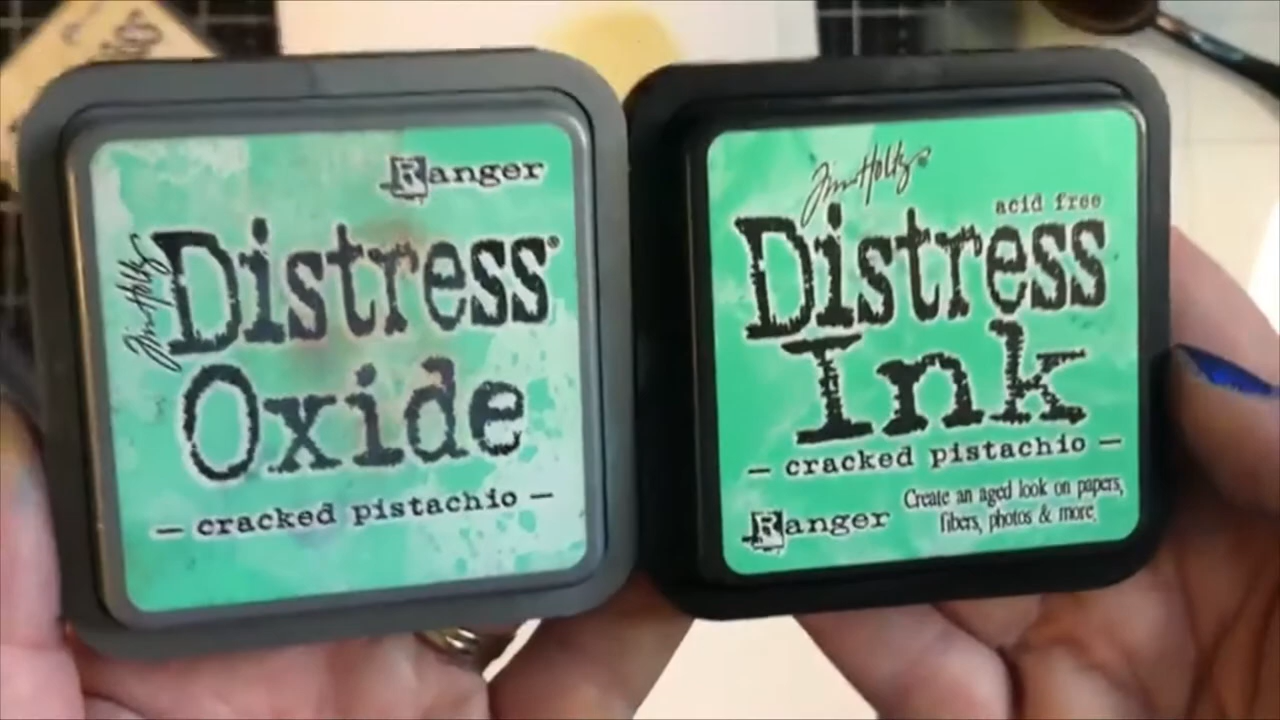 Ranger
Tim Holtz
Distress®
Oxide
— cracked pistachio —
Tim Holtz®
acid free
Distress
Ink
— cracked pistachio —
Ranger
Create an aged look on papers,
fibers, photos & more.